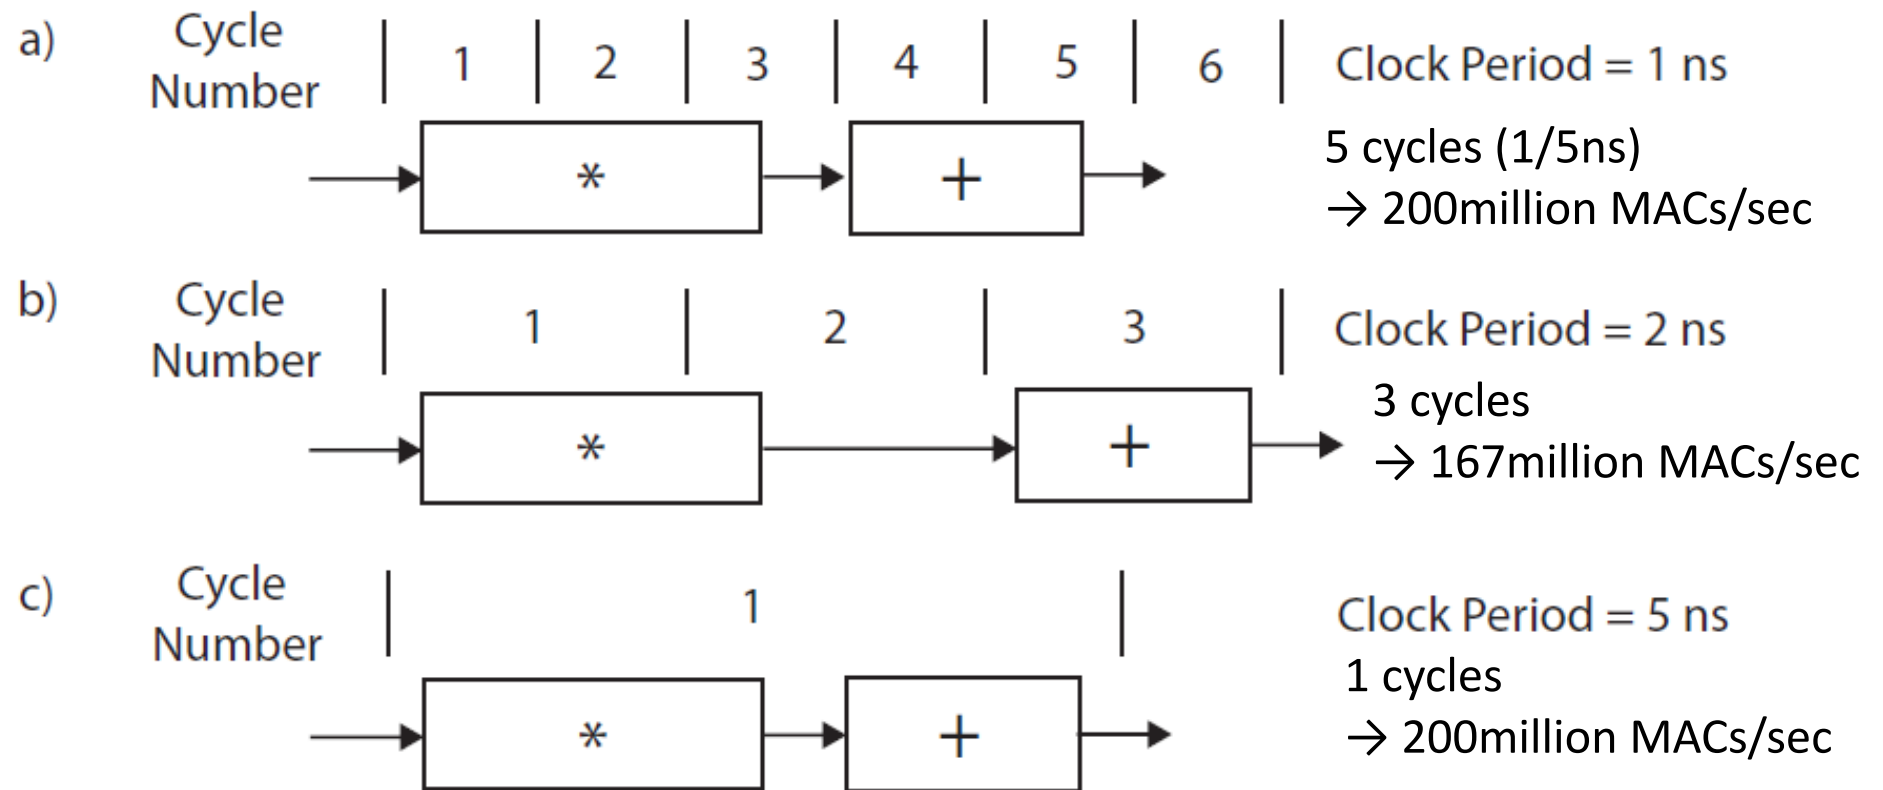 a) Cycle Number 1 2 3 4 5 6 Clock Period = 1 ns
* + 5 cycles (1/5ns)
→ 200million MACs/sec
b) Cycle Number 1 2 3 Clock Period = 2 ns
* + 3 cycles
→ 167million MACs/sec
c) Cycle Number 1 Clock Period = 5 ns
* + 1 cycles
→ 200million MACs/sec